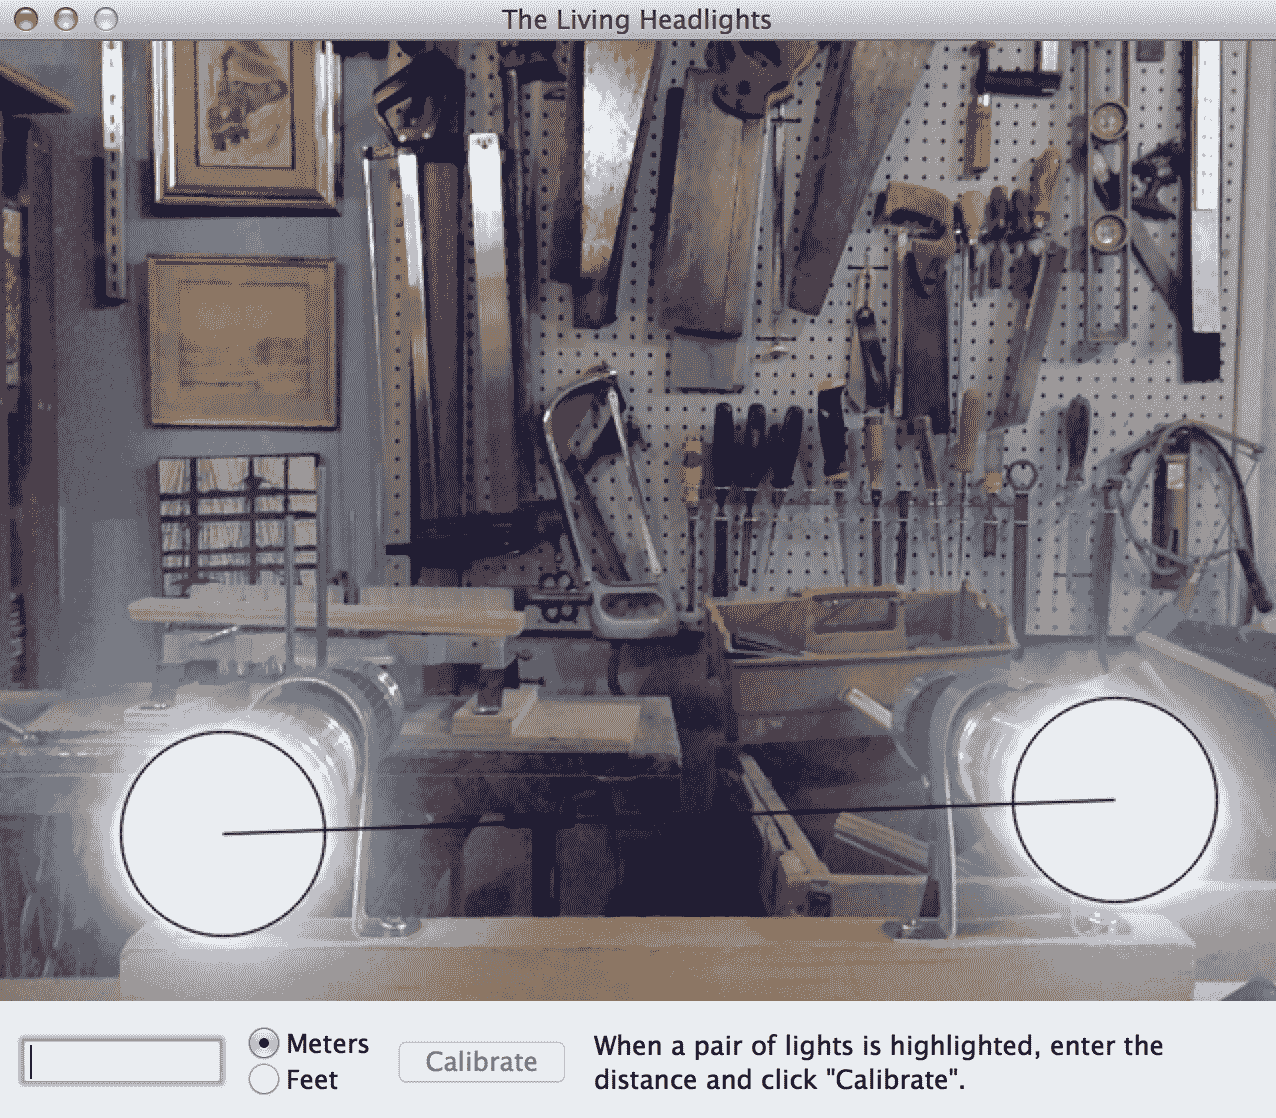 The Living Headlights
Meters
Feet
Calibrate
When a pair of lights is highlighted, enter the
distance and click "Calibrate".